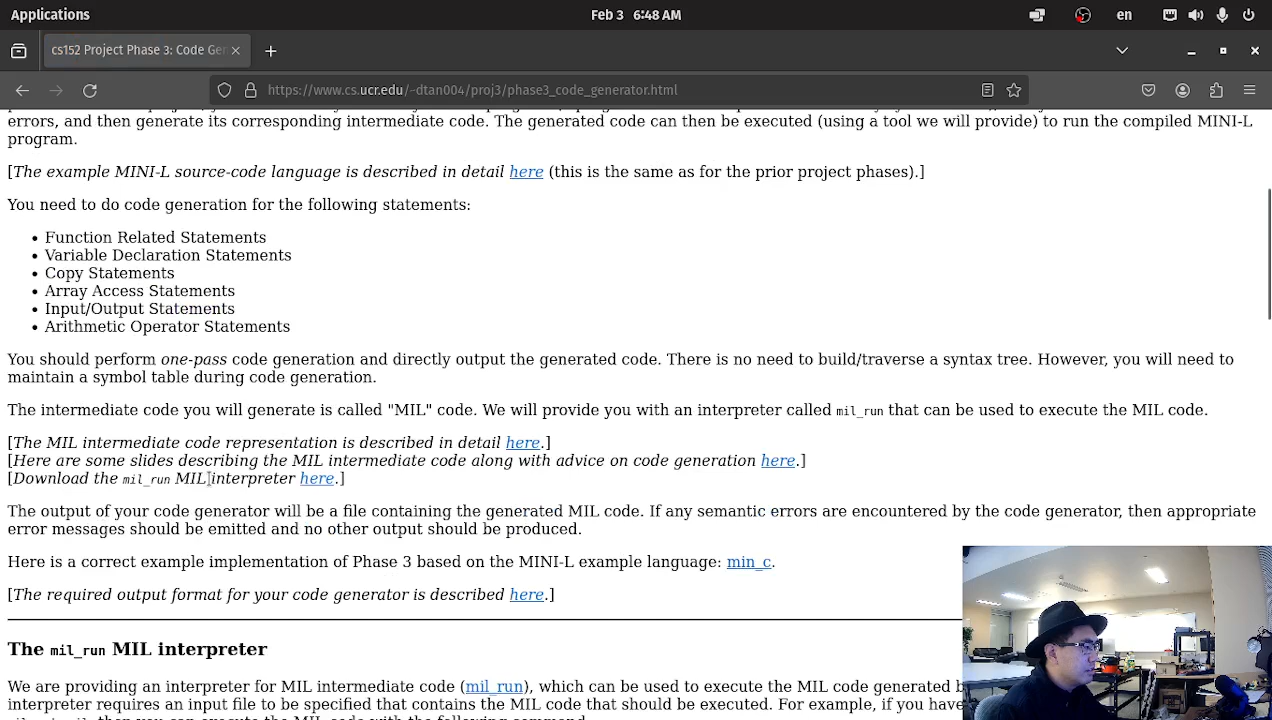 Applications
Feb 3 6:48 AM
en
cs152 Project Phase 3: Code Ger
https://www.cs.ucr.edu/~dtan004/proj3/phase3_code_generator.html
errors, and then generate its corresponding intermediate code. The generated code can then be executed (using a tool we will provide) to run the compiled MINI-L
program.
[The example MINI-L source-code language is described in detail here (this is the same as for the prior project phases).]
You need to do code generation for the following statements:
• Function Related Statements
• Variable Declaration Statements
• Copy Statements
• Array Access Statements
• Input/Output Statements
• Arithmetic Operator Statements
You should perform one-pass code generation and directly output the generated code. There is no need to build/traverse a syntax tree. However, you will need to
maintain a symbol table during code generation.
The intermediate code you will generate is called "MIL" code. We will provide you with an interpreter called mil_run that can be used to execute the MIL code.
[The MIL intermediate code representation is described in detail here.]
[Here are some slides describing the MIL intermediate code along with advice on code generation here.]
[Download the mil_run MIL interpreter here.]
The output of your code generator will be a file containing the generated MIL code. If any semantic errors are encountered by the code generator, then appropriate
error messages should be emitted and no other output should be produced.
Here is a correct example implementation of Phase 3 based on the MINI-L example language: min_c.
[The required output format for your code generator is described here.]
The mil_run MIL interpreter
We are providing an interpreter for MIL intermediate code (mil_run), which can be used to execute the MIL code generated b
interpreter requires an input file to be specified that contains the MIL code that should be executed. For example, if you have
then you can execute the MIL code with the following command